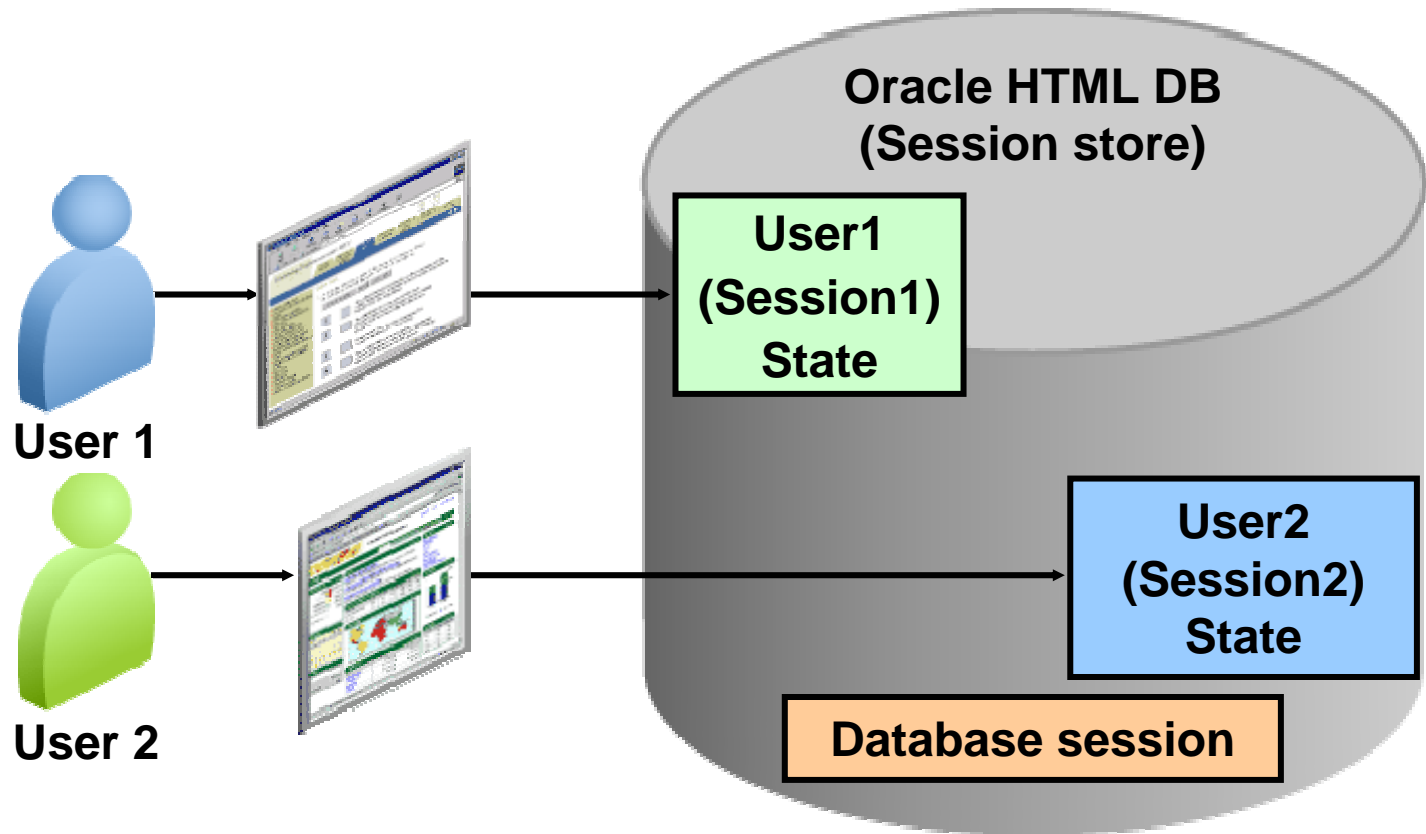 Oracle HTML DB
(Session store)
User1
(Session1)
State
User 1
User2
(Session2)
State
User 2
Database session